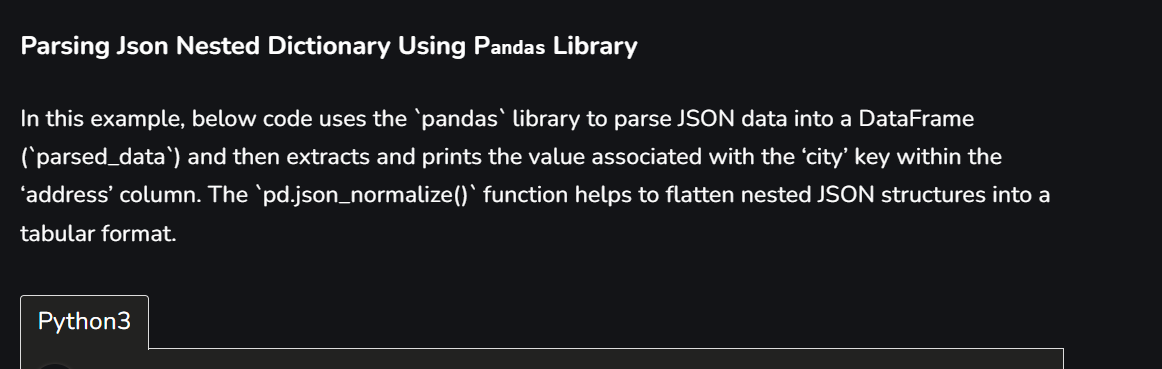 Parsing Json Nested Dictionary Using Pandas Library
In this example, below code uses the `pandas` library to parse JSON data into a DataFrame
(`parsed_data`) and then extracts and prints the value associated with the ‘city’ key within the
‘address’ column. The `pd.json_normalize()` function helps to flatten nested JSON structures into a
tabular format.
Python3